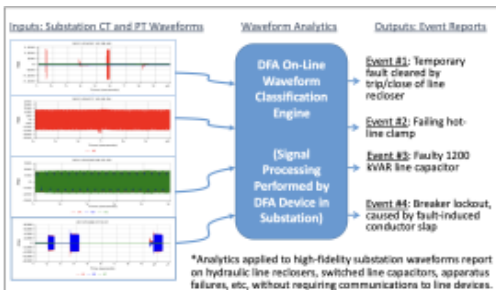 Inputs: Substation CT and PT Waveforms
Waveform Analytics
Outputs: Event Reports
DFA On-Line
Waveform
Classification
Engine
(Signal
Processing
Performed by
DFA Device in
Substation)
Event #1: Temporary
fault cleared by
trip/close of line
recloser
Event #2: Failing hot-
line clamp
Event #3: Faulty 1200
kVAR line capacitor
Event #4: Breaker lockout,
caused by fault-induced
conductor slap
*Analytics applied to high-fidelity substation waveforms report
on hydraulic line reclosers, switched line capacitors, apparatus
failures, etc, without requiring communications to line devices.